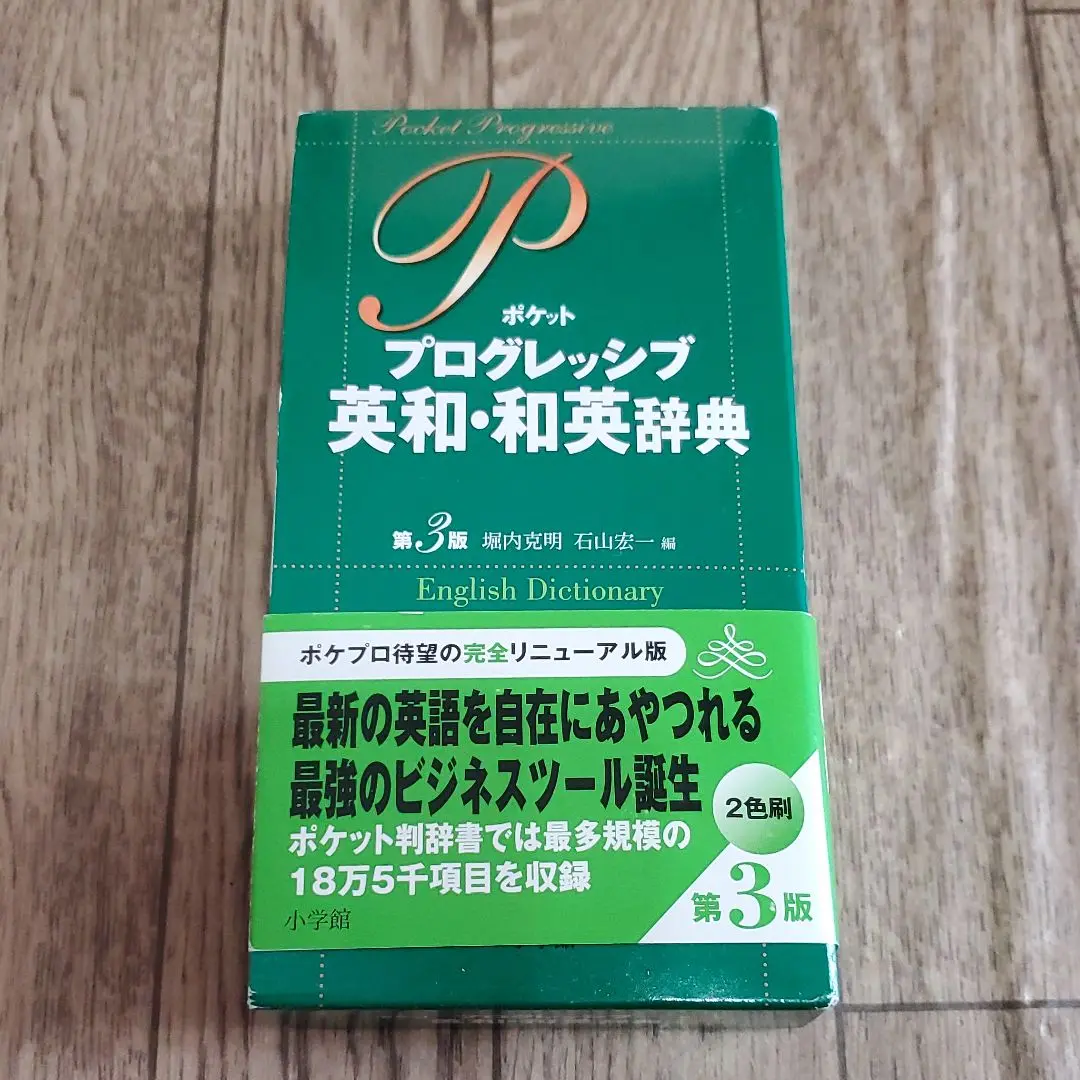 Pocket Progressive
P
ポケット
プログレッシブ
英和・和英辞典
第3版 堀内克明 石山宏一 編
English Dictionary
ポケプロ待望の完全リニューアル版
最新の英語を自在にあやつれる
最強のビジネスツール誕生
ポケット判辞書では最多規模の
18万5千項目を収録
2色刷
第3版
小学館